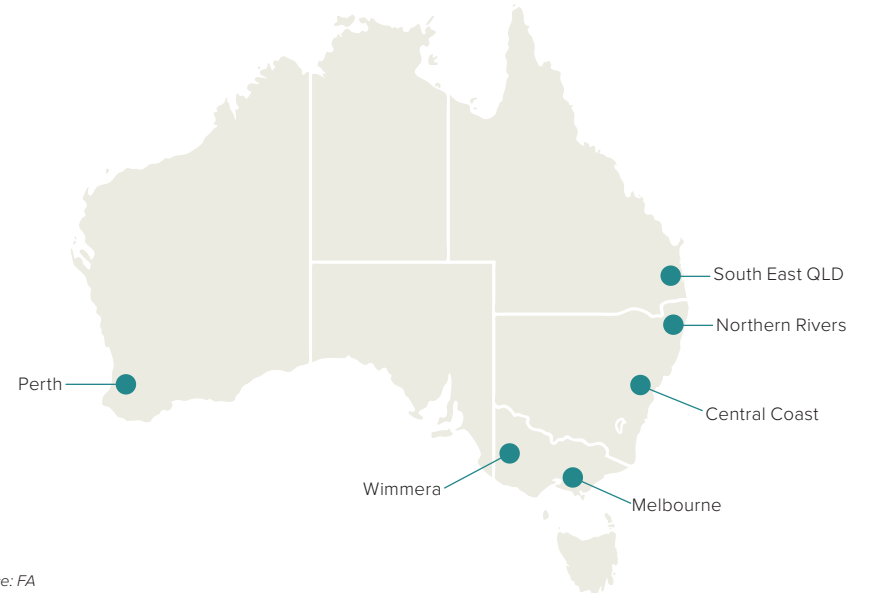 South East QLD
Northern Rivers
Perth
Central Coast
Wimmera
Melbourne
e: FA